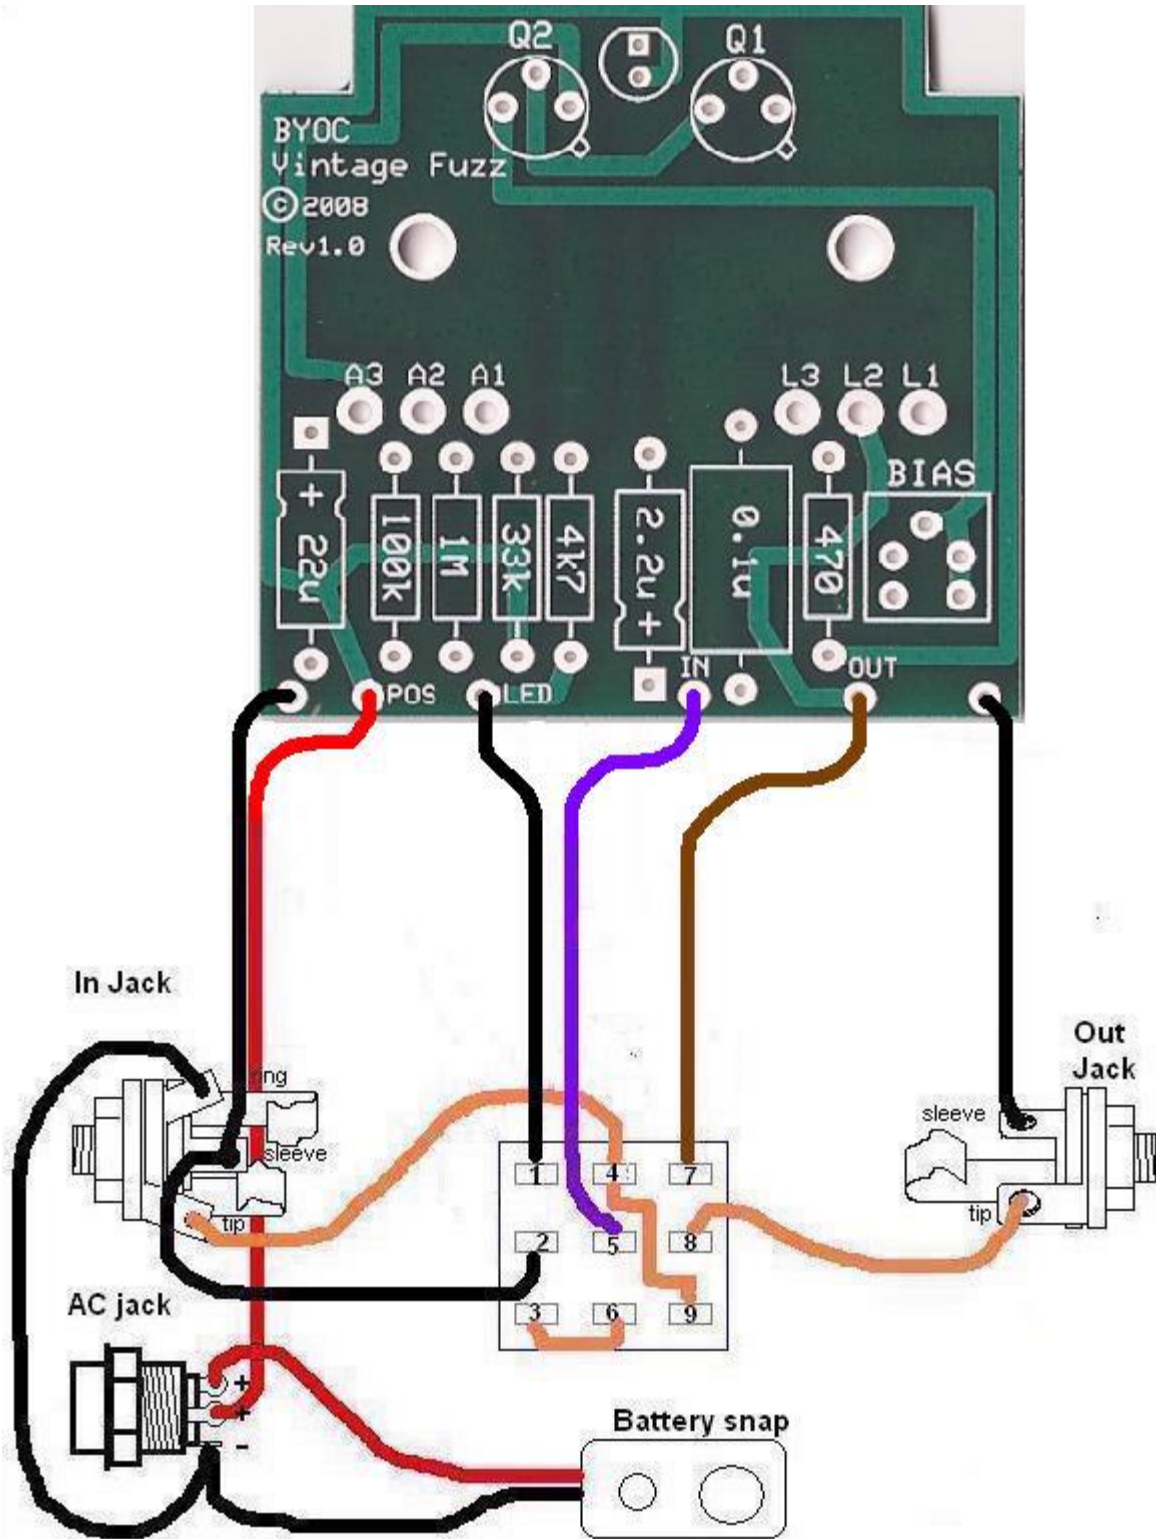 Q2
Q1
BYOC
Vintage Fuzz
©2008
Rev1.0
A3 A2 A1
L3 L2 L1
BIAS
+ 22u
100k
1M
33k
4k7
2.2u +
0.1u
470
POS
LED
IN
OUT
In Jack
Out
Jack
ring
sleeve
tip
sleeve
tip
1 4 7
2 5 8
3 6 9
AC jack
+
+
-
Battery snap